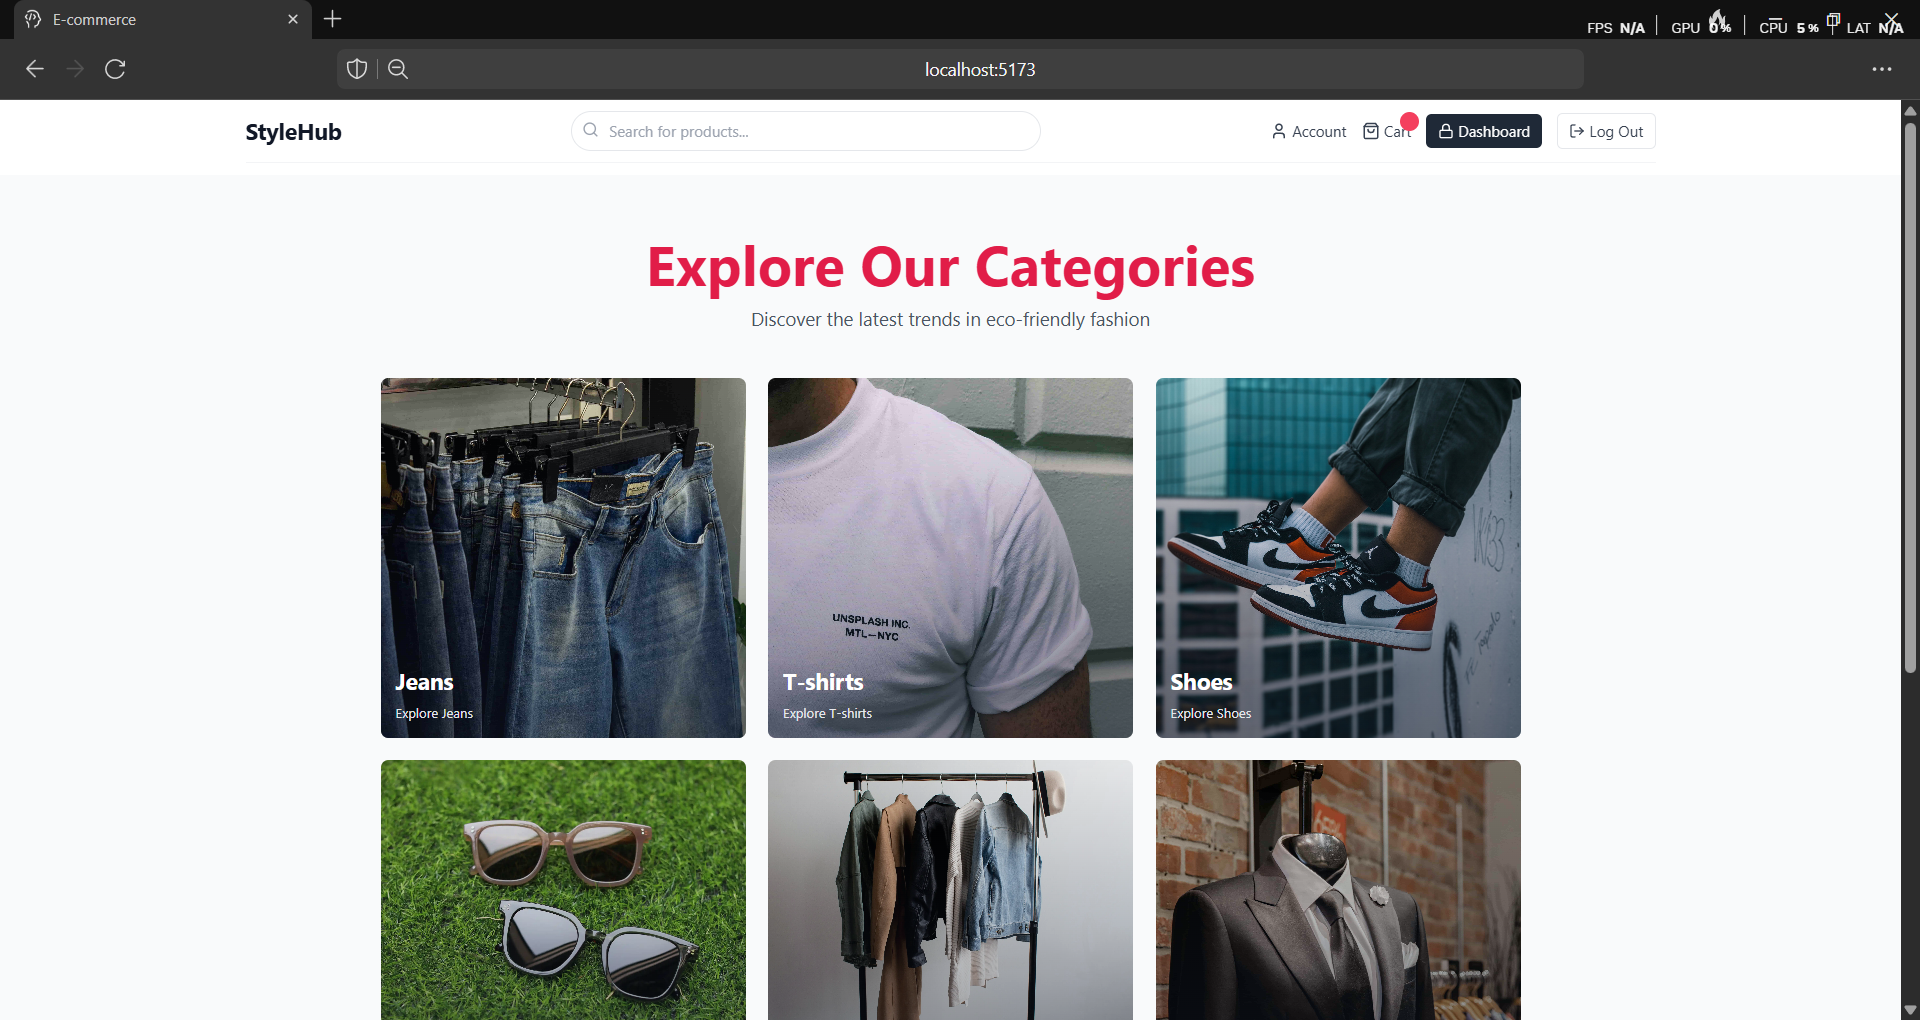 E-commerce
FPS N/A GPU 0% CPU 5% LAT N/A
localhost:5173
StyleHub
Search for products...
Account
Cart
Dashboard
Log Out
Explore Our Categories
Discover the latest trends in eco-friendly fashion
UNSPLASH INC.
MTL—NYC
Jeans
Explore Jeans
T-shirts
Explore T-shirts
Shoes
Explore Shoes